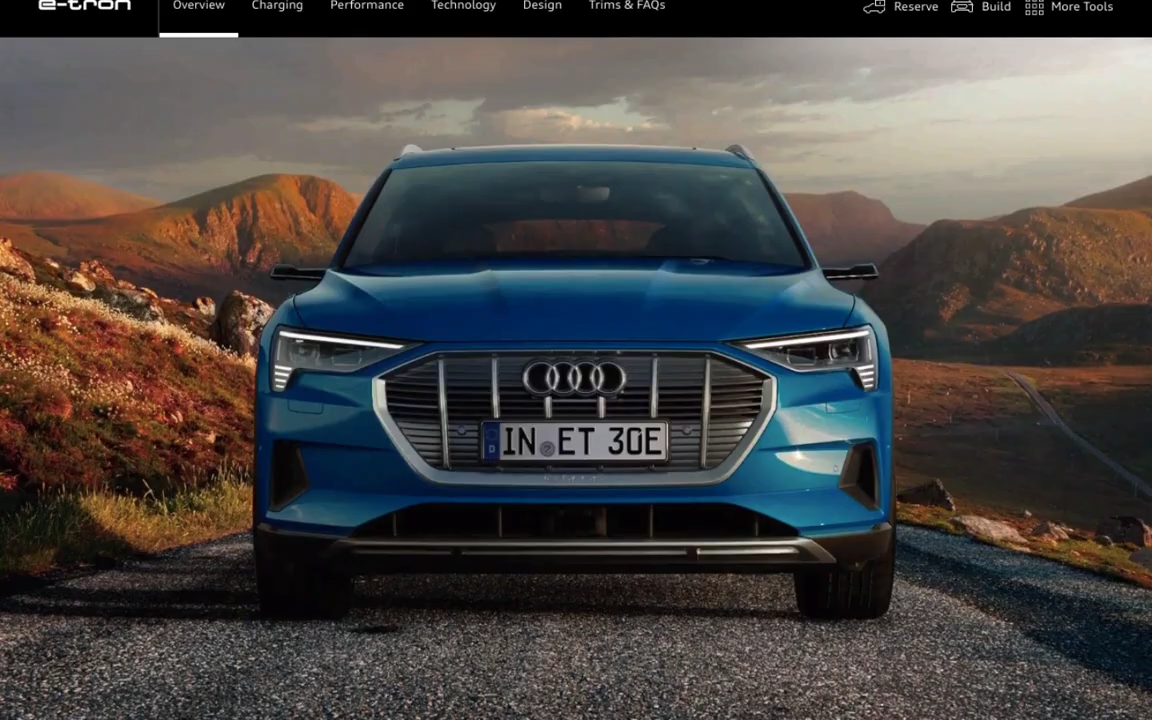 e-tron
Overview
Charging
Performance
Technology
Design
Trims & FAQs
Reserve
Build
More Tools
D
IN ET 30E